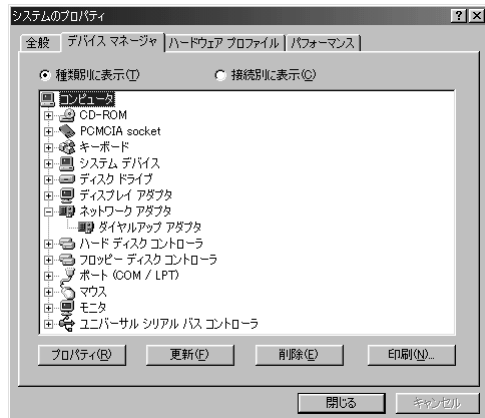 システムのプロパティ
全般 デバイス マネージャ ハードウェア プロファイル パフォーマンス
種類別に表示(T) 接続別に表示(C)
コンピュータ
CD-ROM
PCMCIA socket
キーボード
システム デバイス
ディスク ドライブ
ディスプレイ アダプタ
ネットワーク アダプタ
ダイヤルアップ アダプタ
ハード ディスク コントローラ
フロッピー ディスク コントローラ
ポート (COM / LPT)
マウス
モニタ
ユニバーサル シリアル バス コントローラ
プロパティ(R) 更新(F) 削除(E) 印刷(N)...
閉じる キャンセル